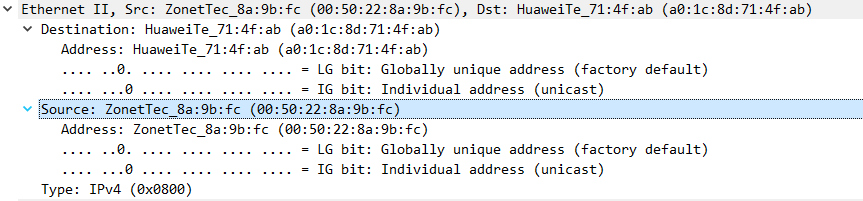 Ethernet II, Src: ZonetTec_8a:9b:fc (00:50:22:8a:9b:fc), Dst: HuaweiTe_71:4f:ab (a0:1c:8d:71:4f:ab)
Destination: HuaweiTe_71:4f:ab (a0:1c:8d:71:4f:ab)
Address: HuaweiTe_71:4f:ab (a0:1c:8d:71:4f:ab)
.... ..0. .... .... .... .... = LG bit: Globally unique address (factory default)
.... ...0 .... .... .... .... = IG bit: Individual address (unicast)
Source: ZonetTec_8a:9b:fc (00:50:22:8a:9b:fc)
Address: ZonetTec_8a:9b:fc (00:50:22:8a:9b:fc)
.... ..0. .... .... .... .... = LG bit: Globally unique address (factory default)
.... ...0 .... .... .... .... = IG bit: Individual address (unicast)
Type: IPv4 (0x0800)